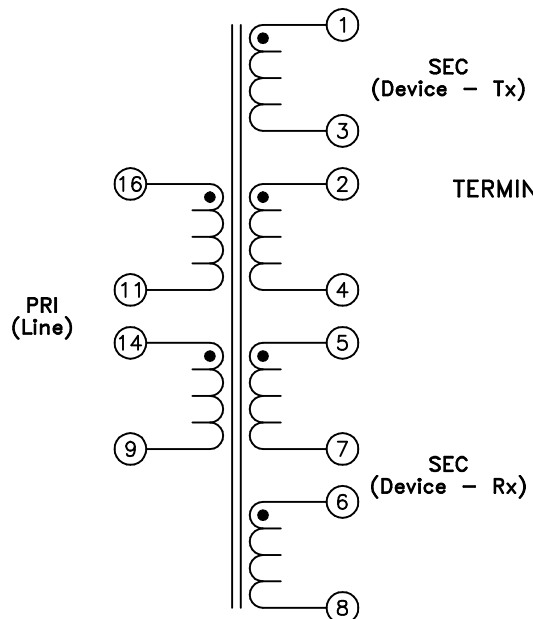 1
SEC
(Device - Tx)
3
16
2
TERMIN
11
4
PRI
(Line)
14
5
9
7
SEC
(Device - Rx)
6
8